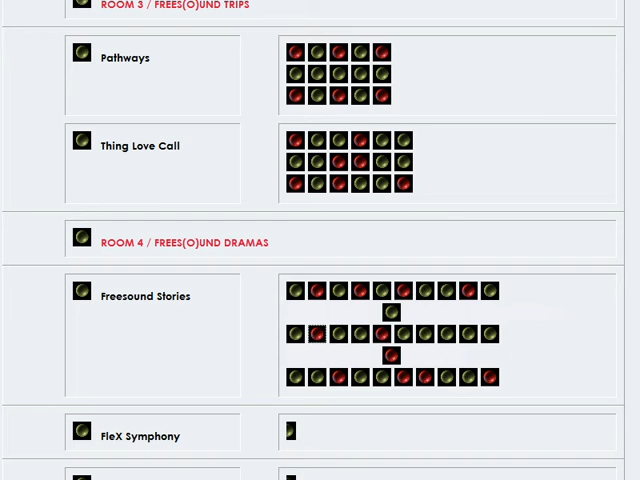 ROOM 3 / FREES(O)UND TRIPS
Pathways
Thing Love Call
ROOM 4 / FREES(O)UND DRAMAS
Freesound Stories
FleX Symphony